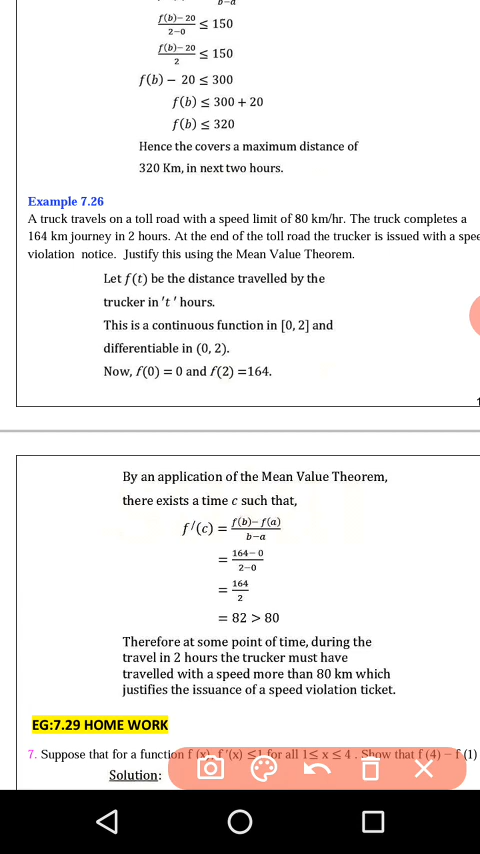 b−a
f(b)− 20 / 2−0 ≤ 150
f(b)− 20 / 2 ≤ 150
f(b) − 20 ≤ 300
f(b) ≤ 300 + 20
f(b) ≤ 320
Hence the covers a maximum distance of
320 Km, in next two hours.
Example 7.26
A truck travels on a toll road with a speed limit of 80 km/hr. The truck completes a
164 km journey in 2 hours. At the end of the toll road the trucker is issued with a spee
violation notice. Justify this using the Mean Value Theorem.
Let f(t) be the distance travelled by the
trucker in ′t ′ hours.
This is a continuous function in [0, 2] and
differentiable in (0, 2).
Now, f(0) = 0 and f(2) =164.
By an application of the Mean Value Theorem,
there exists a time c such that,
f′(c) = f(b)− f(a) / b−a
= 164− 0 / 2−0
= 164 / 2
= 82 > 80
Therefore at some point of time, during the
travel in 2 hours the trucker must have
travelled with a speed more than 80 km which
justifies the issuance of a speed violation ticket.
EG:7.29 HOME WORK
7. Suppose that for a function f (x), f ′(x) ≤1 for all 1≤ x ≤ 4 . Show that f (4) − f (1)
Solution: